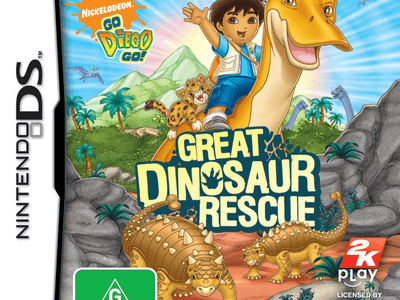 NINTENDO DS
NICKELODEON
GO
DIEGO
GO!
GREAT
DINOSAUR
RESCUE
G
2K
play
LICENSED BY